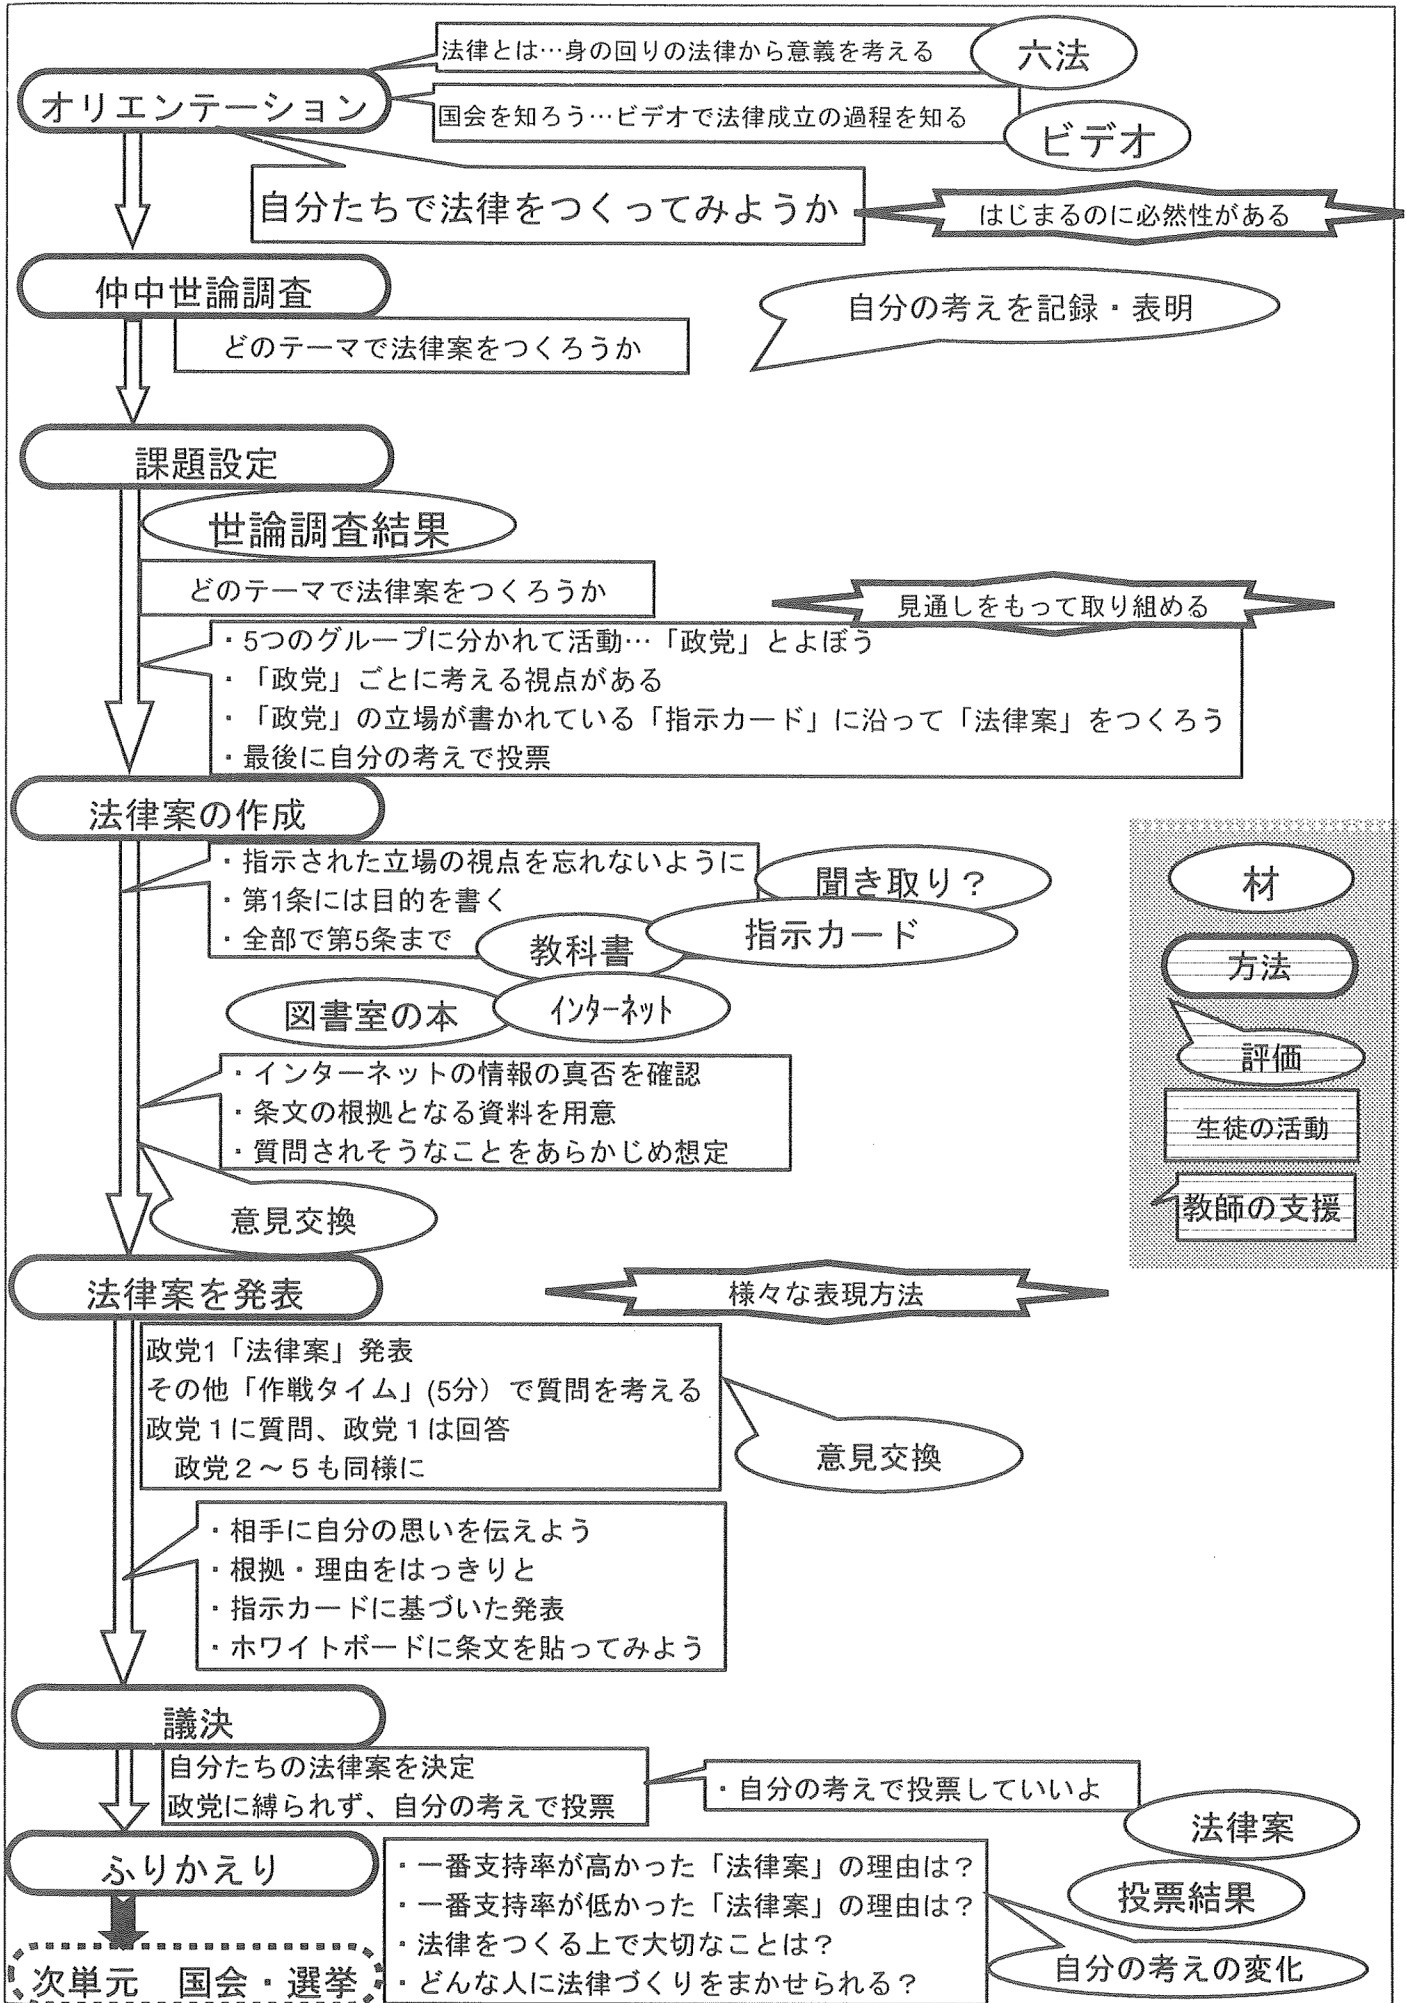 法律とは…身の回りの法律から意義を考える
六法
オリエンテーション
国会を知ろう…ビデオで法律成立の過程を知る
ビデオ
自分たちで法律をつくってみようか
はじまるのに必然性がある
仲中世論調査
自分の考えを記録・表明
どのテーマで法律案をつくろうか
課題設定
世論調査結果
どのテーマで法律案をつくろうか
見通しをもって取り組める
・5つのグループに分かれて活動…「政党」とよぼう
・「政党」ごとに考える視点がある
・「政党」の立場が書かれている「指示カード」に沿って「法律案」をつくろう
・最後に自分の考えで投票
法律案の作成
・指示された立場の視点を忘れないように
・第1条には目的を書く
・全部で第5条まで
聞き取り？
指示カード
教科書
図書室の本
インターネット
・インターネットの情報の真否を確認
・条文の根拠となる資料を用意
・質問されそうなことをあらかじめ想定
意見交換
材
方法
評価
生徒の活動
教師の支援
法律案を発表
様々な表現方法
政党1「法律案」発表
その他「作戦タイム」(5分）で質問を考える
政党１に質問、政党１は回答
政党２～５も同様に
意見交換
・相手に自分の思いを伝えよう
・根拠・理由をはっきりと
・指示カードに基づいた発表
・ホワイトボードに条文を貼ってみよう
議決
自分たちの法律案を決定
政党に縛られず、自分の考えで投票
・自分の考えで投票していいよ
法律案
ふりかえり
・一番支持率が高かった「法律案」の理由は？
・一番支持率が低かった「法律案」の理由は？
・法律をつくる上で大切なことは？
・どんな人に法律づくりをまかせられる？
投票結果
自分の考えの変化
次単元　国会・選挙